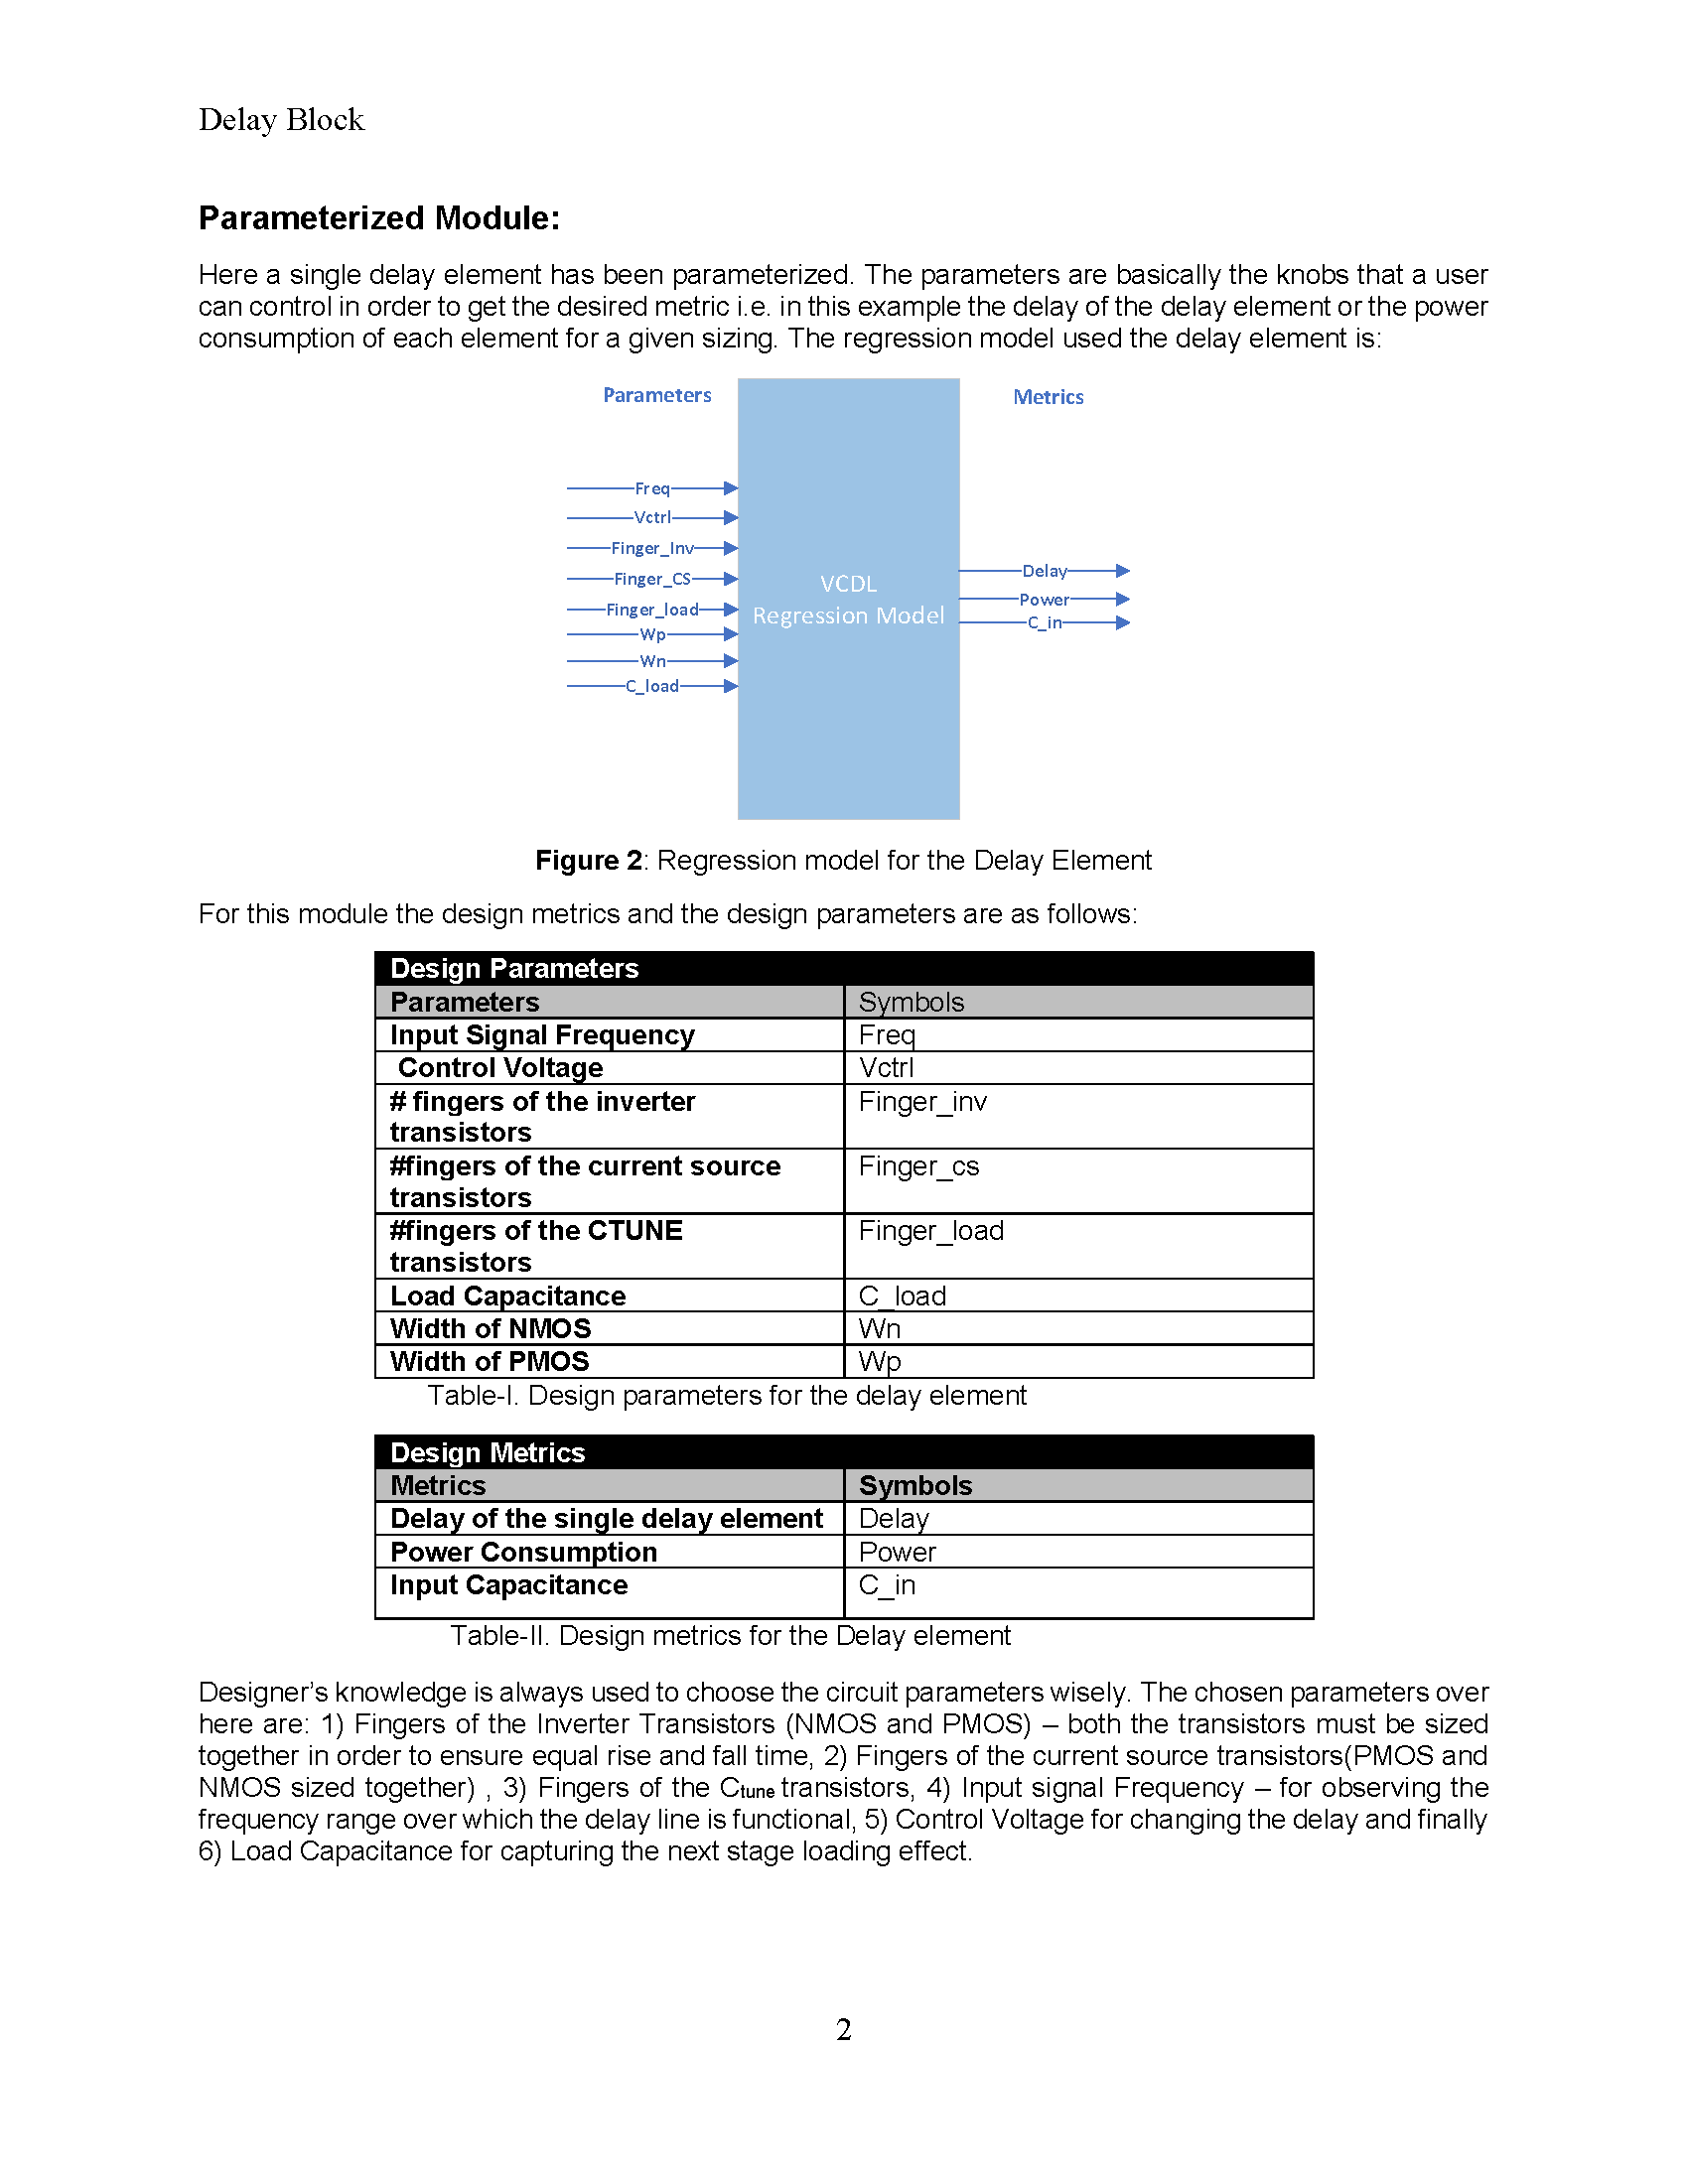 Delay Block
Parameterized Module:
Here a single delay element has been parameterized. The parameters are basically the knobs that a user
can control in order to get the desired metric i.e. in this example the delay of the delay element or the power
consumption of each element for a given sizing. The regression model used the delay element is:
Parameters
Metrics
Freq
Vctrl
Finger_Inv
Finger_CS
Finger_load
Wp
Wn
C_load
VCDL
Regression Model
Delay
Power
C_in
Figure 2: Regression model for the Delay Element
For this module the design metrics and the design parameters are as follows:
Design Parameters
Parameters Symbols
Input Signal Frequency Freq
Control Voltage Vctrl
# fingers of the inverter Finger_inv
transistors
#fingers of the current source Finger_cs
transistors
#fingers of the CTUNE Finger_load
transistors
Load Capacitance C_load
Width of NMOS Wn
Width of PMOS Wp
Table-I. Design parameters for the delay element
Design Metrics
Metrics Symbols
Delay of the single delay element Delay
Power Consumption Power
Input Capacitance C_in
Table-II. Design metrics for the Delay element
Designer’s knowledge is always used to choose the circuit parameters wisely. The chosen parameters over
here are: 1) Fingers of the Inverter Transistors (NMOS and PMOS) – both the transistors must be sized
together in order to ensure equal rise and fall time, 2) Fingers of the current source transistors(PMOS and
NMOS sized together) , 3) Fingers of the Ctune transistors, 4) Input signal Frequency – for observing the
frequency range over which the delay line is functional, 5) Control Voltage for changing the delay and finally
6) Load Capacitance for capturing the next stage loading effect.
2